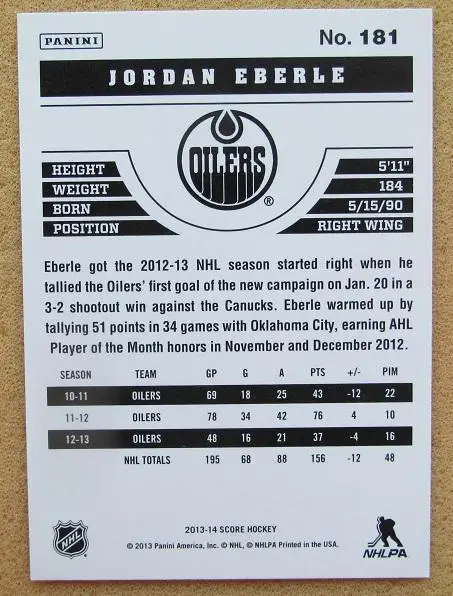 PANINI
No. 181
JORDAN EBERLE
OILERS
®
HEIGHT 5'11"
WEIGHT 184
BORN 5/15/90
POSITION RIGHT WING
Eberle got the 2012-13 NHL season started right when he
tallied the Oilers' first goal of the new campaign on Jan. 20 in a
3-2 shootout win against the Canucks. Eberle warmed up by
tallying 51 points in 34 games with Oklahoma City, earning AHL
Player of the Month honors in November and December 2012.
SEASON TEAM GP G A PTS +/- PIM
10-11 OILERS 69 18 25 43 -12 22
11-12 OILERS 78 34 42 76 4 10
12-13 OILERS 48 16 21 37 -4 16
NHL TOTALS 195 68 88 156 -12 48
NHL
2013-14 SCORE HOCKEY
© 2013 Panini America, Inc. © NHL, © NHLPA Printed in the USA.
NHLPA